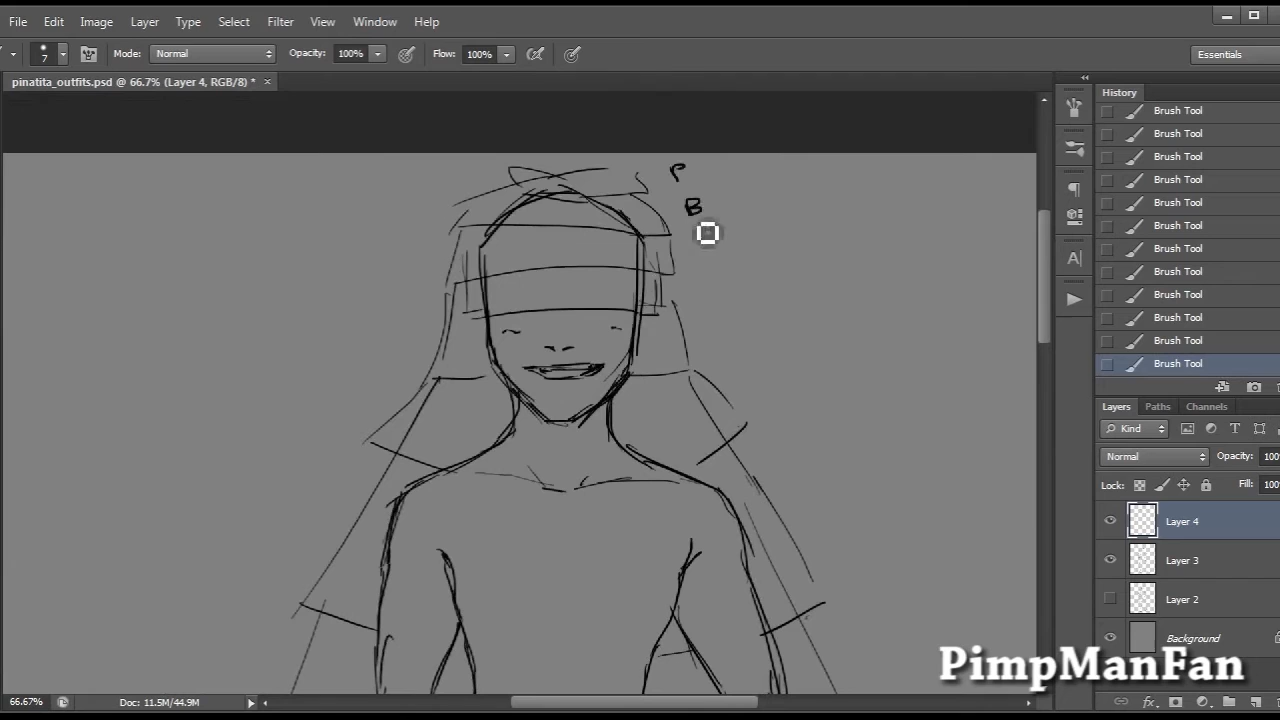 File Edit Image Layer Type Select Filter View Window Help
7 Mode: Normal Opacity: 100% Flow: 100% Essentials
pinatita_outfits.psd @ 66.7% (Layer 4, RGB/8) * ×
History
Brush Tool
Brush Tool
Brush Tool
Brush Tool
Brush Tool
Brush Tool
Brush Tool
Brush Tool
Brush Tool
Brush Tool
Brush Tool
Brush Tool
P
B
Layers Paths Channels
Kind
Normal Opacity: 100
Lock: Fill: 100
Layer 4
Layer 3
Layer 2
Background
PimpManFan
66.67% Doc: 11.5M/44.9M